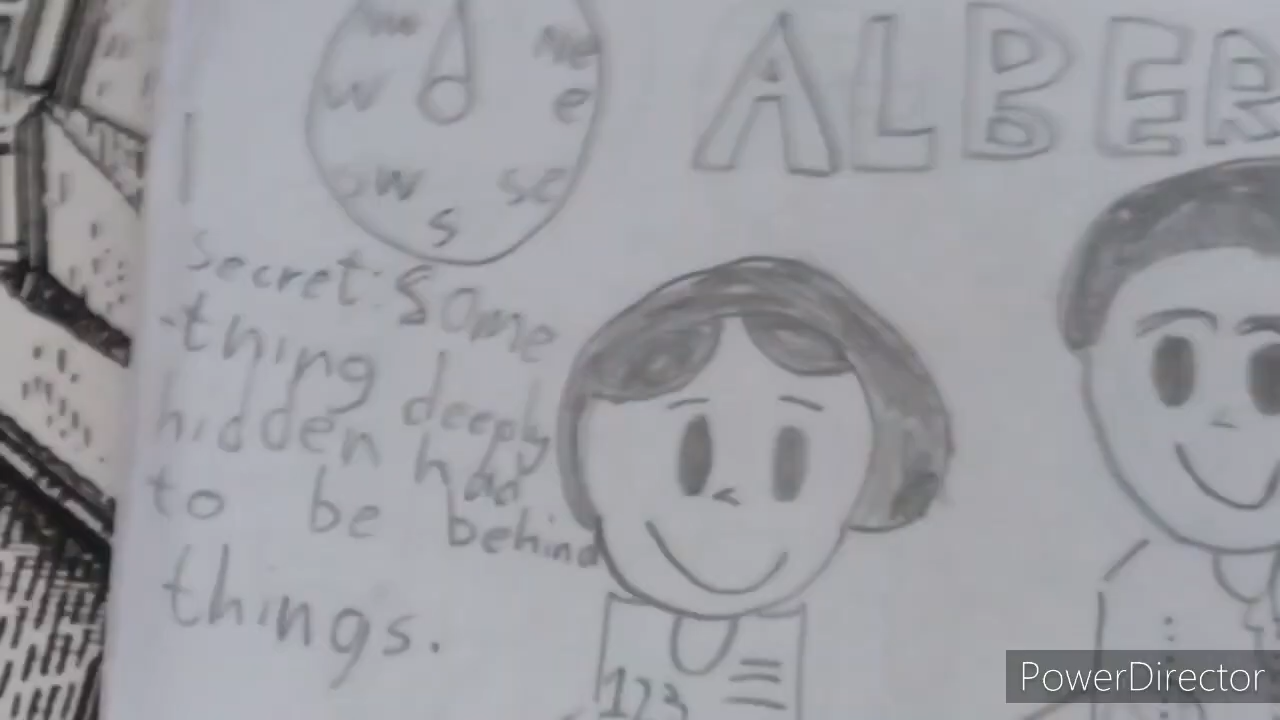 nw ne
w e
sw se
s
ALBER
secret: some
-thing deeply
hidden had
to be behind
things.
123
PowerDirector